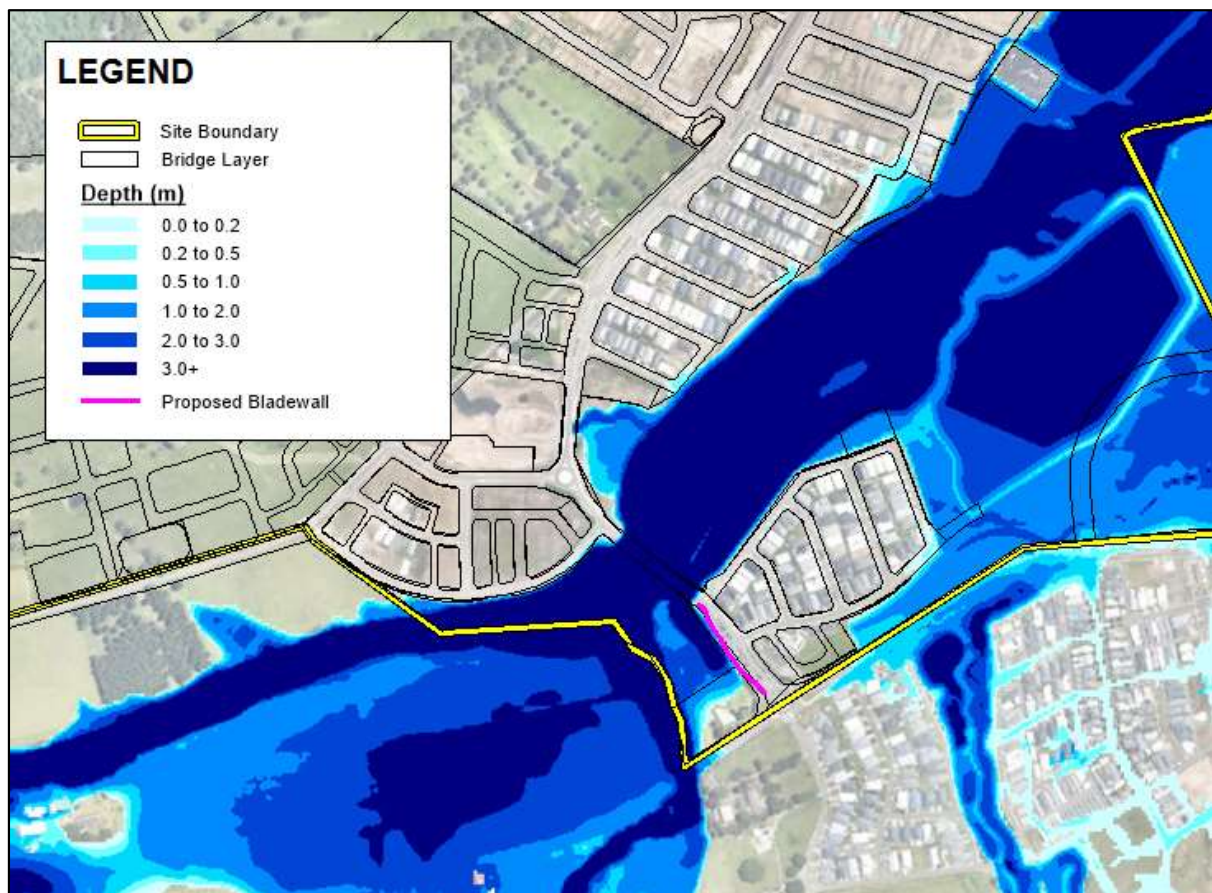 LEGEND
Site Boundary
Bridge Layer
Depth (m)
0.0 to 0.2
0.2 to 0.5
0.5 to 1.0
1.0 to 2.0
2.0 to 3.0
3.0+
Proposed Bladewall